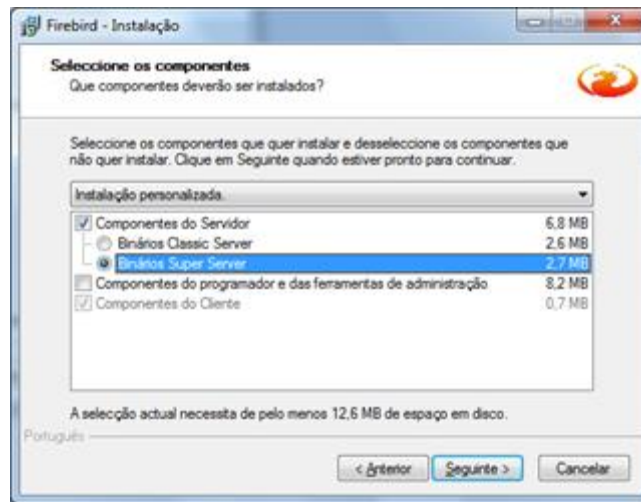 Firebird - Instalação
Seleccione os componentes
Que componentes deverão ser instalados?
Seleccione os componentes que quer instalar e desseleccione os componentes que
não quer instalar. Clique em Seguinte quando estiver pronto para continuar.
Instalação personalizada.
Componentes do Servidor 6,8 MB
Binários Classic Server 2,6 MB
Binários Super Server 2,7 MB
Componentes do programador e das ferramentas de administração 8,2 MB
Componentes do Cliente 0,7 MB
A selecção actual necessita de pelo menos 12,6 MB de espaço em disco.
Português
< Anterior Seguinte > Cancelar